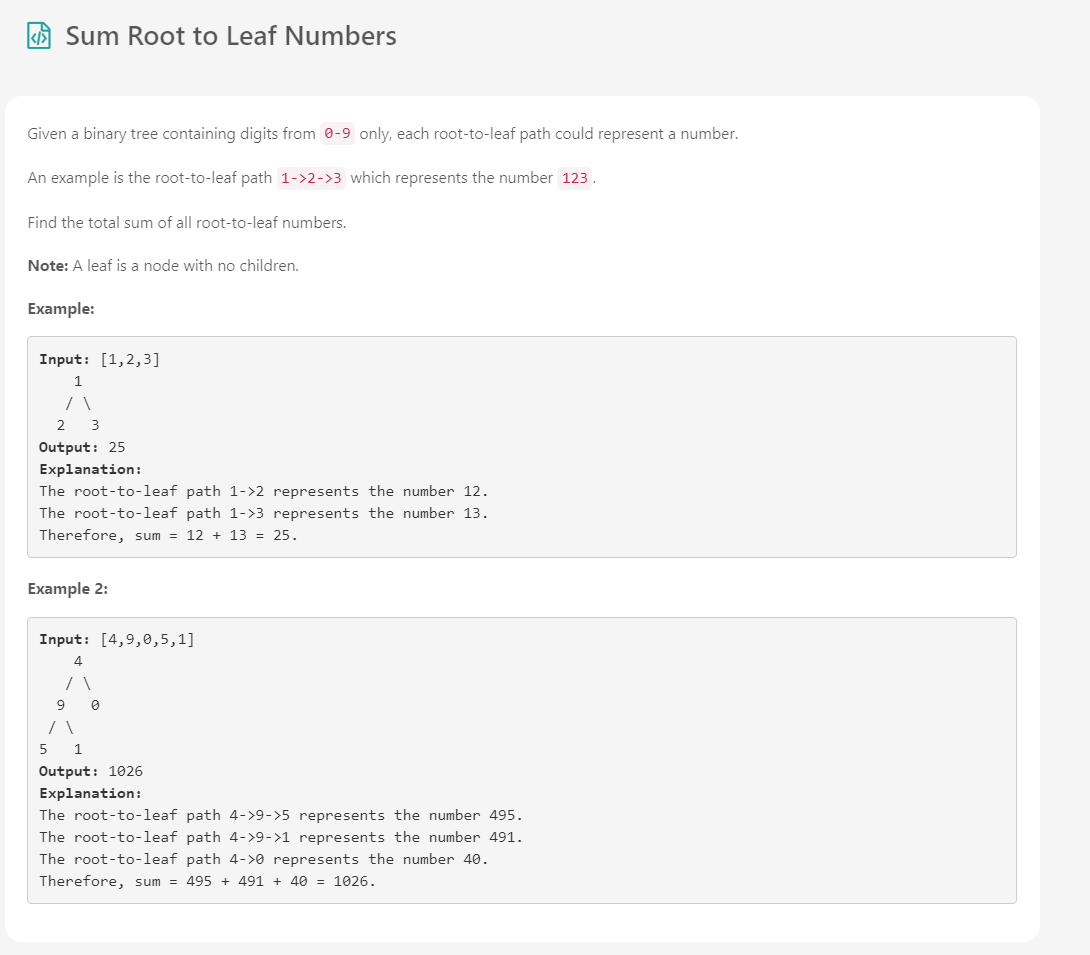 Sum Root to Leaf Numbers
Given a binary tree containing digits from 0-9 only, each root-to-leaf path could represent a number.
An example is the root-to-leaf path 1->2->3 which represents the number 123.
Find the total sum of all root-to-leaf numbers.
Note: A leaf is a node with no children.
Example:
Input: [1,2,3]
    1
   / \
  2   3
Output: 25
Explanation:
The root-to-leaf path 1->2 represents the number 12.
The root-to-leaf path 1->3 represents the number 13.
Therefore, sum = 12 + 13 = 25.
Example 2:
Input: [4,9,0,5,1]
    4
   / \
  9   0
 / \
5   1
Output: 1026
Explanation:
The root-to-leaf path 4->9->5 represents the number 495.
The root-to-leaf path 4->9->1 represents the number 491.
The root-to-leaf path 4->0 represents the number 40.
Therefore, sum = 495 + 491 + 40 = 1026.